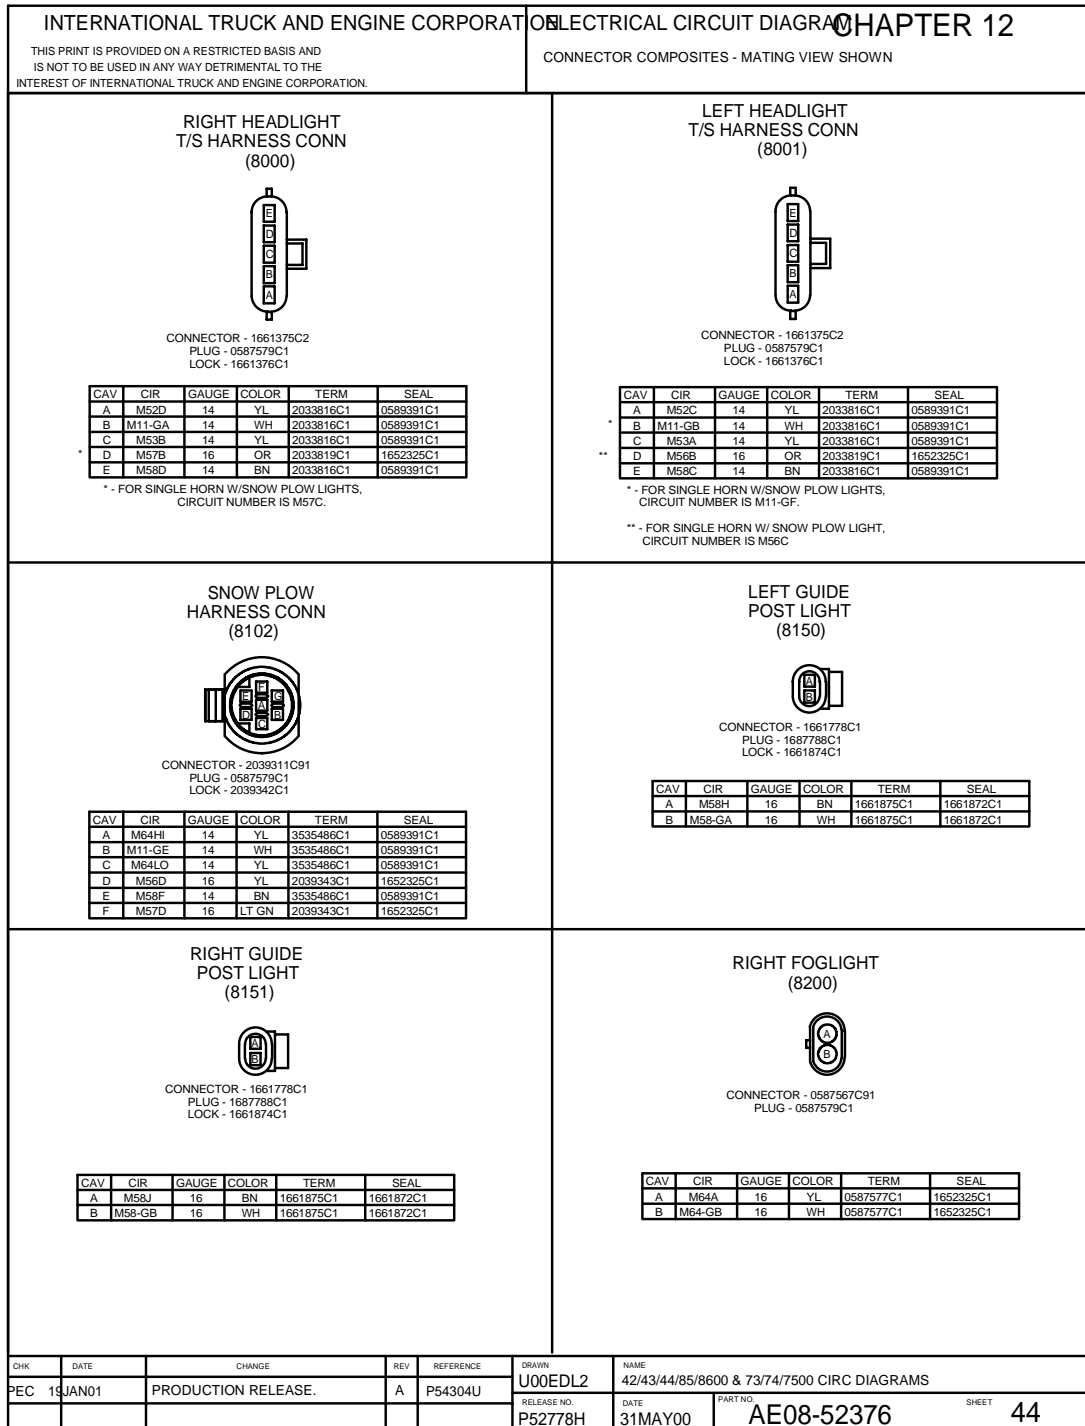 INTERNATIONAL TRUCK AND ENGINE CORPORATION
THIS PRINT IS PROVIDED ON A RESTRICTED BASIS AND
IS NOT TO BE USED IN ANY WAY DETRIMENTAL TO THE
INTEREST OF INTERNATIONAL TRUCK AND ENGINE CORPORATION.
ELECTRICAL CIRCUIT DIAGRAM
CHAPTER 12
CONNECTOR COMPOSITES - MATING VIEW SHOWN
RIGHT HEADLIGHT
T/S HARNESS CONN
(8000)
E
D
C
B
A
CONNECTOR - 1661375C2
PLUG - 0587579C1
LOCK - 1661376C1
CAV CIR GAUGE COLOR TERM SEAL
A M52D 14 YL 2033816C1 0589391C1
B M11-GA 14 WH 2033816C1 0589391C1
C M53B 14 YL 2033816C1 0589391C1
* D M57B 16 OR 2033819C1 1652325C1
E M58D 14 BN 2033816C1 0589391C1
* - FOR SINGLE HORN W/SNOW PLOW LIGHTS,
CIRCUIT NUMBER IS M57C.
LEFT HEADLIGHT
T/S HARNESS CONN
(8001)
E
D
C
B
A
CONNECTOR - 1661375C2
PLUG - 0587579C1
LOCK - 1661376C1
CAV CIR GAUGE COLOR TERM SEAL
A M52C 14 YL 2033816C1 0589391C1
* B M11-GB 14 WH 2033816C1 0589391C1
C M53A 14 YL 2033816C1 0589391C1
** D M56B 16 OR 2033819C1 1652325C1
E M58C 14 BN 2033816C1 0589391C1
* - FOR SINGLE HORN W/SNOW PLOW LIGHTS,
CIRCUIT NUMBER IS M11-GF.
** - FOR SINGLE HORN W/ SNOW PLOW LIGHT,
CIRCUIT NUMBER IS M56C
SNOW PLOW
HARNESS CONN
(8102)
F
E G
A
D B
C
CONNECTOR - 2039311C91
PLUG - 0587579C1
LOCK - 2039342C1
CAV CIR GAUGE COLOR TERM SEAL
A M64HI 14 YL 3535486C1 0589391C1
B M11-GE 14 WH 3535486C1 0589391C1
C M64LO 14 YL 3535486C1 0589391C1
D M56D 16 YL 2039343C1 1652325C1
E M58F 14 BN 3535486C1 0589391C1
F M57D 16 LT GN 2039343C1 1652325C1
LEFT GUIDE
POST LIGHT
(8150)
A
B
CONNECTOR - 1661778C1
PLUG - 1687788C1
LOCK - 1661874C1
CAV CIR GAUGE COLOR TERM SEAL
A M58H 16 BN 1661875C1 1661872C1
B M58-GA 16 WH 1661875C1 1661872C1
RIGHT GUIDE
POST LIGHT
(8151)
A
B
CONNECTOR - 1661778C1
PLUG - 1687788C1
LOCK - 1661874C1
CAV CIR GAUGE COLOR TERM SEAL
A M58J 16 BN 1661875C1 1661872C1
B M58-GB 16 WH 1661875C1 1661872C1
RIGHT FOGLIGHT
(8200)
A
B
CONNECTOR - 0587567C91
PLUG - 0587579C1
CAV CIR GAUGE COLOR TERM SEAL
A M64A 16 YL 0587577C1 1652325C1
B M64-GB 16 WH 0587577C1 1652325C1
CHK DATE CHANGE REV REFERENCE
PEC 19JAN01 PRODUCTION RELEASE. A P54304U
DRAWN
U00EDL2
NAME
42/43/44/85/8600 & 73/74/7500 CIRC DIAGRAMS
RELEASE NO.
P52778H
DATE
31MAY00
PART NO.
AE08-52376
SHEET 44